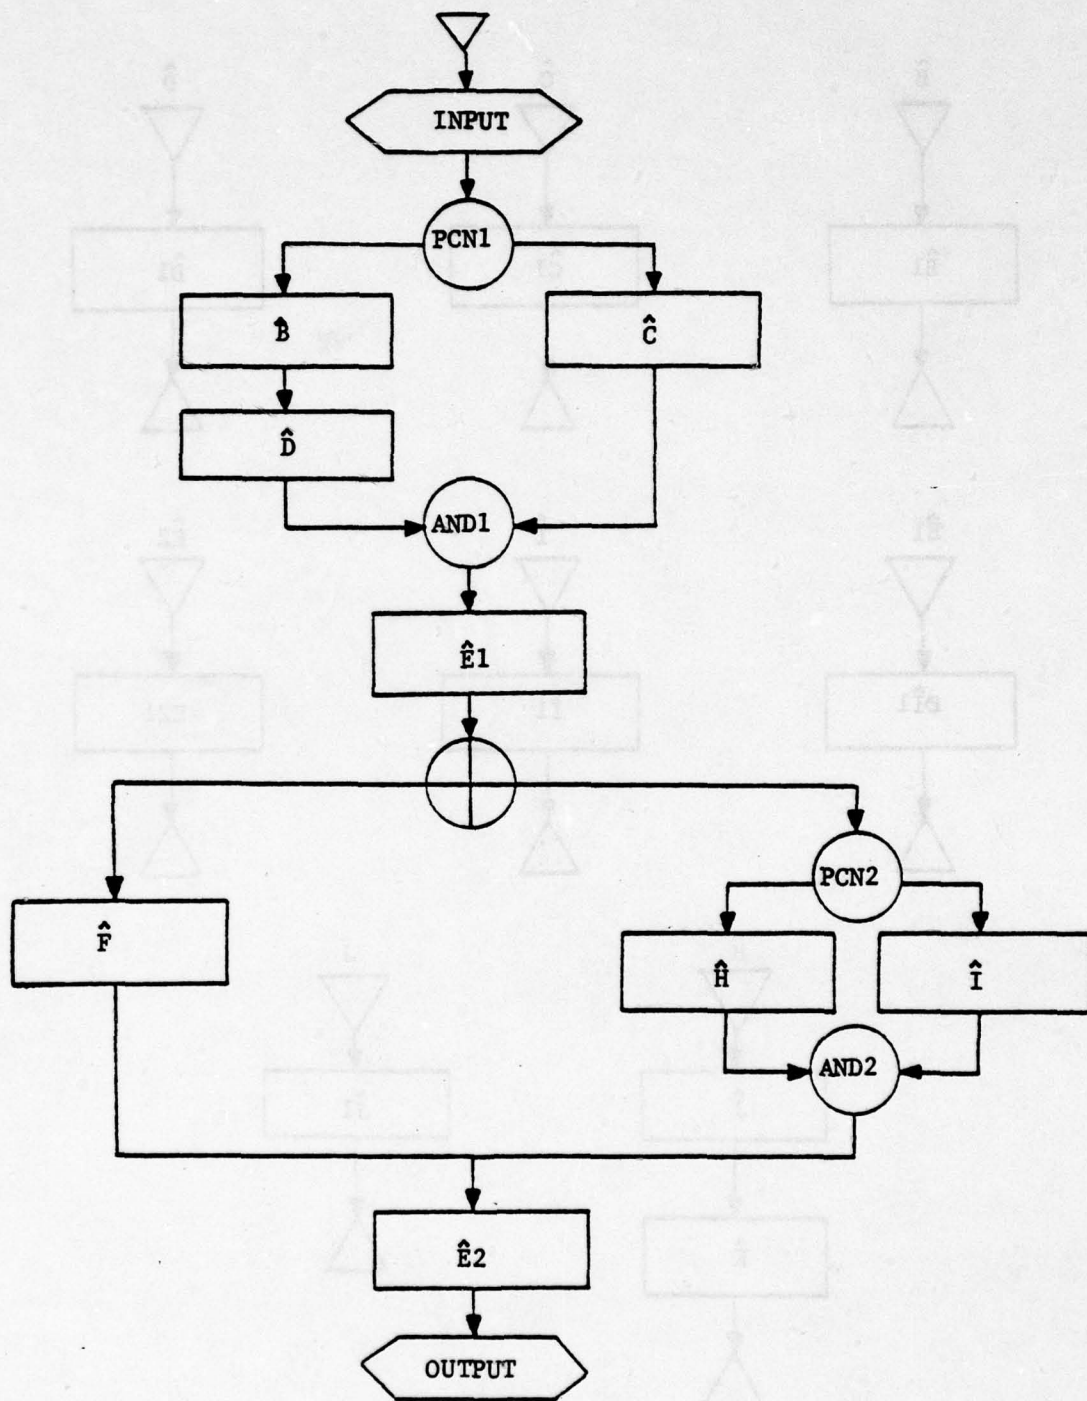 INPUT
PCN1
B̂
Ĉ
D̂
AND1
Ê1
PCN2
F̂
Ĥ
Î
AND2
Ê2
OUTPUT